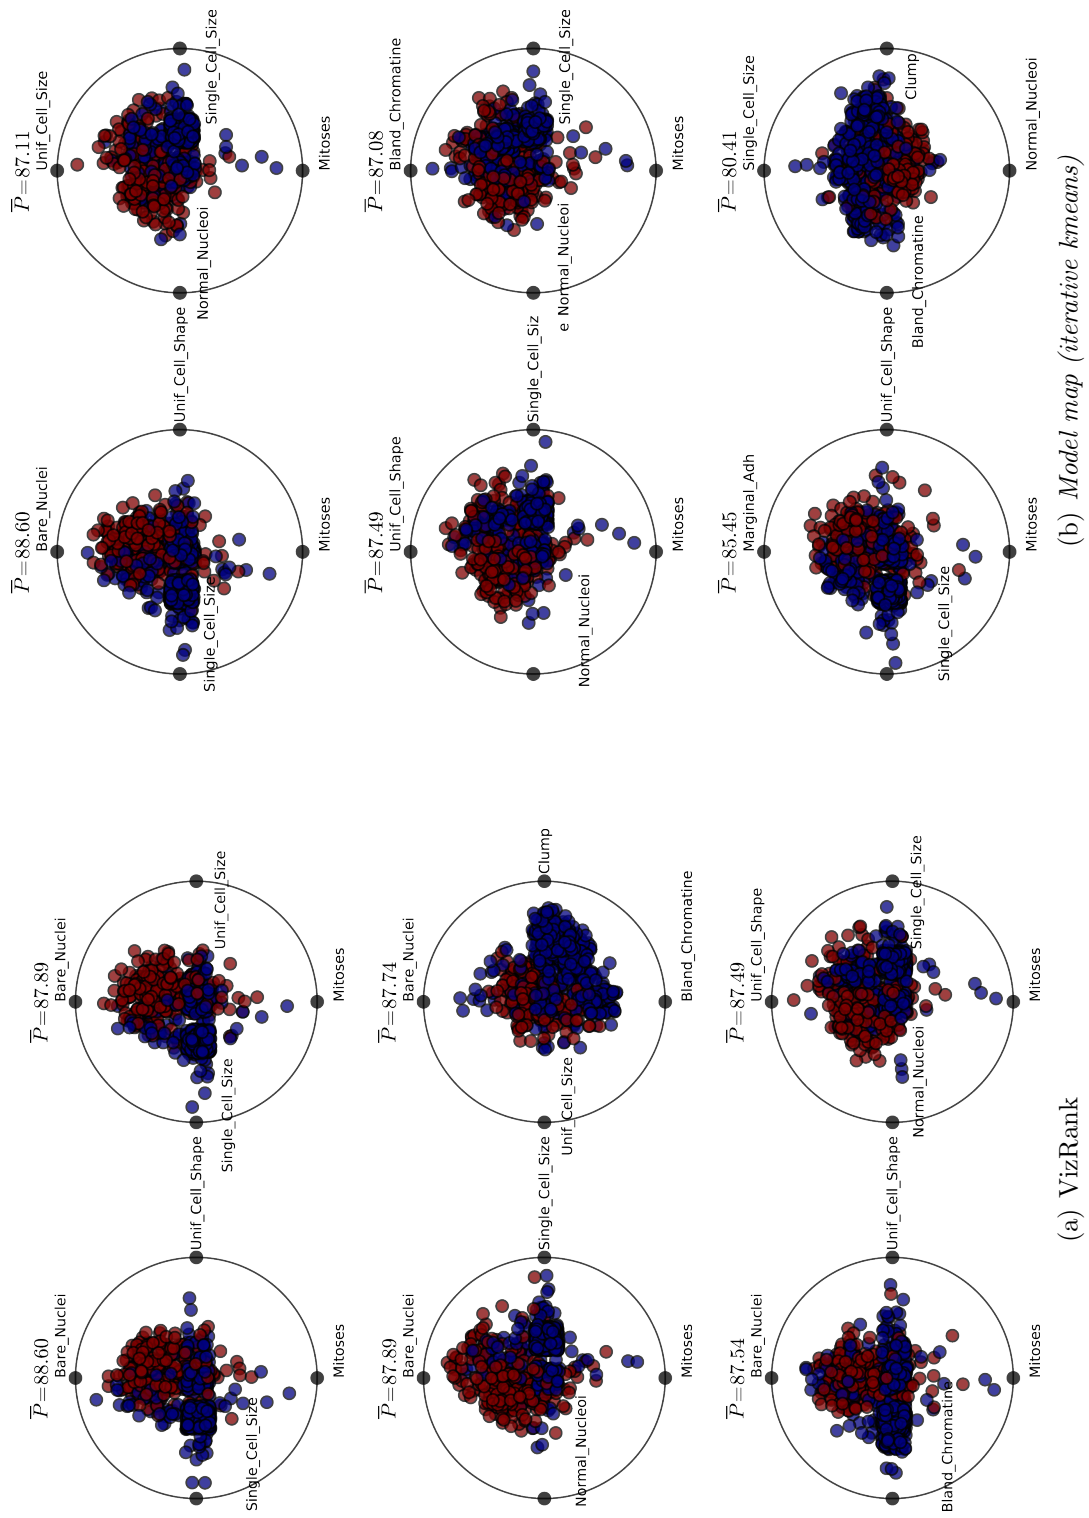 P̅=88.60
Bare_Nuclei
Unif_Cell_Shape
Single_Cell_Size
Mitoses
P̅=87.89
Bare_Nuclei
Single_Cell_Size
Unif_Cell_Size
Mitoses
P̅=87.89
Bare_Nuclei
Single_Cell_Size
Normal_Nucleoi
Mitoses
P̅=87.74
Bare_Nuclei
Clump
Unif_Cell_Size
Bland_Chromatine
P̅=87.54
Bare_Nuclei
Unif_Cell_Shape
Bland_Chromatine
Mitoses
P̅=87.49
Unif_Cell_Shape
Normal_Nucleoi
Single_Cell_Size
Mitoses
(a) VizRank
P̅=88.60
Bare_Nuclei
Unif_Cell_Shape
Single_Cell_Size
Mitoses
P̅=87.11
Unif_Cell_Size
Normal_Nucleoi
Single_Cell_Size
Mitoses
P̅=87.49
Unif_Cell_Shape
Single_Cell_Siz
e
Normal_Nucleoi
Mitoses
P̅=87.08
Bland_Chromatine
Normal_Nucleoi
Single_Cell_Size
Mitoses
P̅=85.45
Marginal_Adh
Unif_Cell_Shape
Single_Cell_Size
Mitoses
P̅=80.41
Single_Cell_Size
Clump
Bland_Chromatine
Normal_Nucleoi
(b) Model map (iterative kmeans)